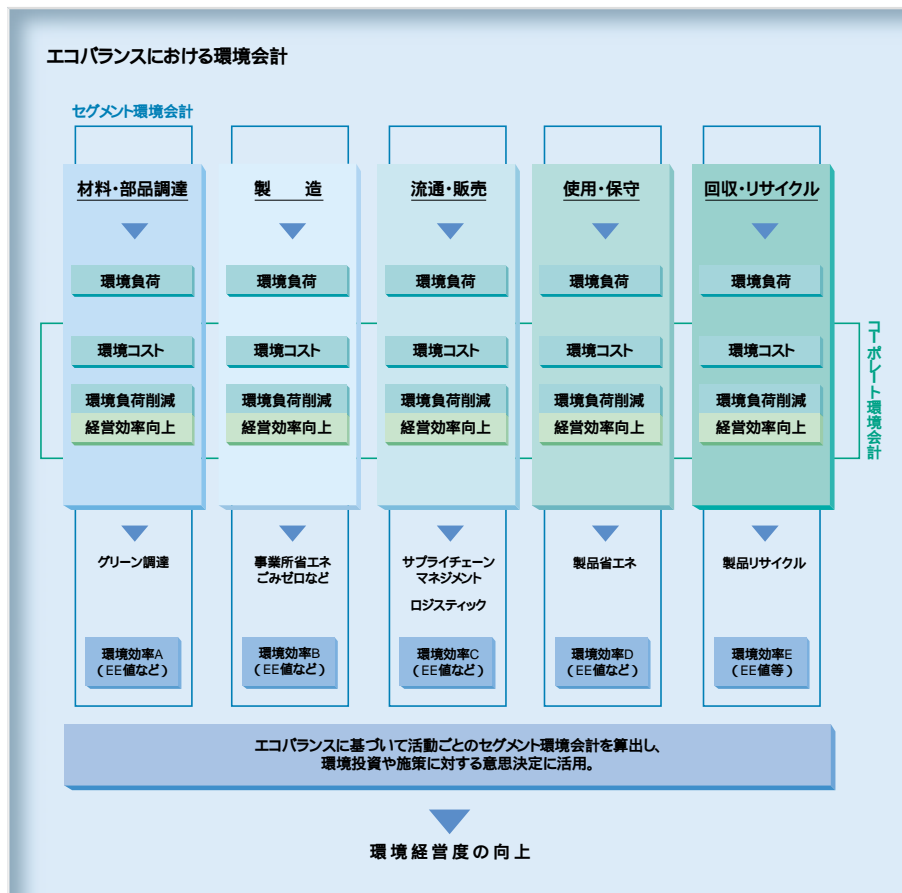 エコバランスにおける環境会計
セグメント環境会計
材料・部品調達
製 造
流通・販売
使用・保守
回収・リサイクル
環境負荷
環境負荷
環境負荷
環境負荷
環境負荷
環境コスト
環境コスト
環境コスト
環境コスト
環境コスト
環境負荷削減
環境負荷削減
環境負荷削減
環境負荷削減
環境負荷削減
経営効率向上
経営効率向上
経営効率向上
経営効率向上
経営効率向上
コーポレート環境会計
グリーン調達
事業所省エネ
ごみゼロなど
サプライチェーン
マネジメント
ロジスティック
製品省エネ
製品リサイクル
環境効率A
(EE値など)
環境効率B
(EE値など)
環境効率C
(EE値など)
環境効率D
(EE値など)
環境効率E
(EE値等)
エコバランスに基づいて活動ごとのセグメント環境会計を算出し、
環境投資や施策に対する意思決定に活用。
環境経営度の向上